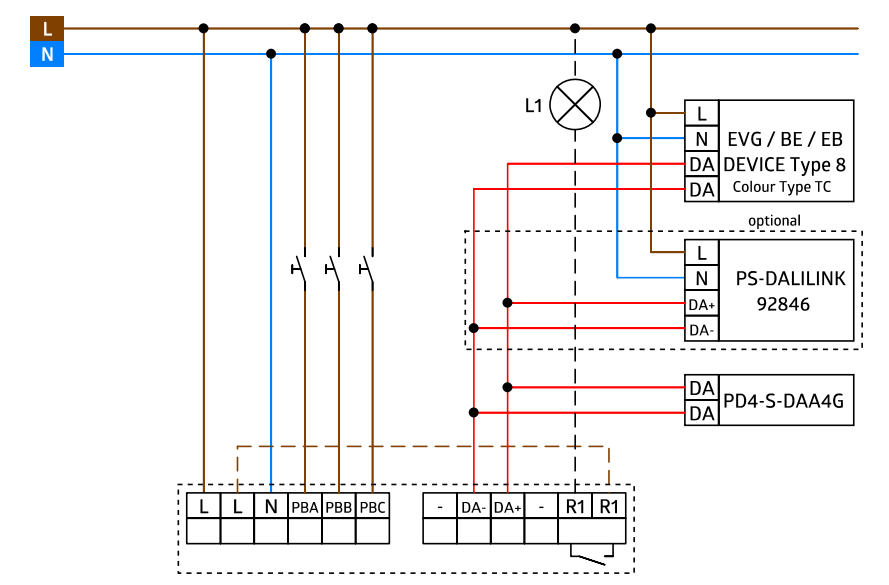 L
N
L1
L
N EVG / BE / EB
DA DEVICE Type 8
DA Colour Type TC
optional
L
N PS-DALILINK
DA+ 92846
DA-
DA
DA PD4-S-DAA4G
L L N PBA PBB PBC - DA- DA+ - R1 R1